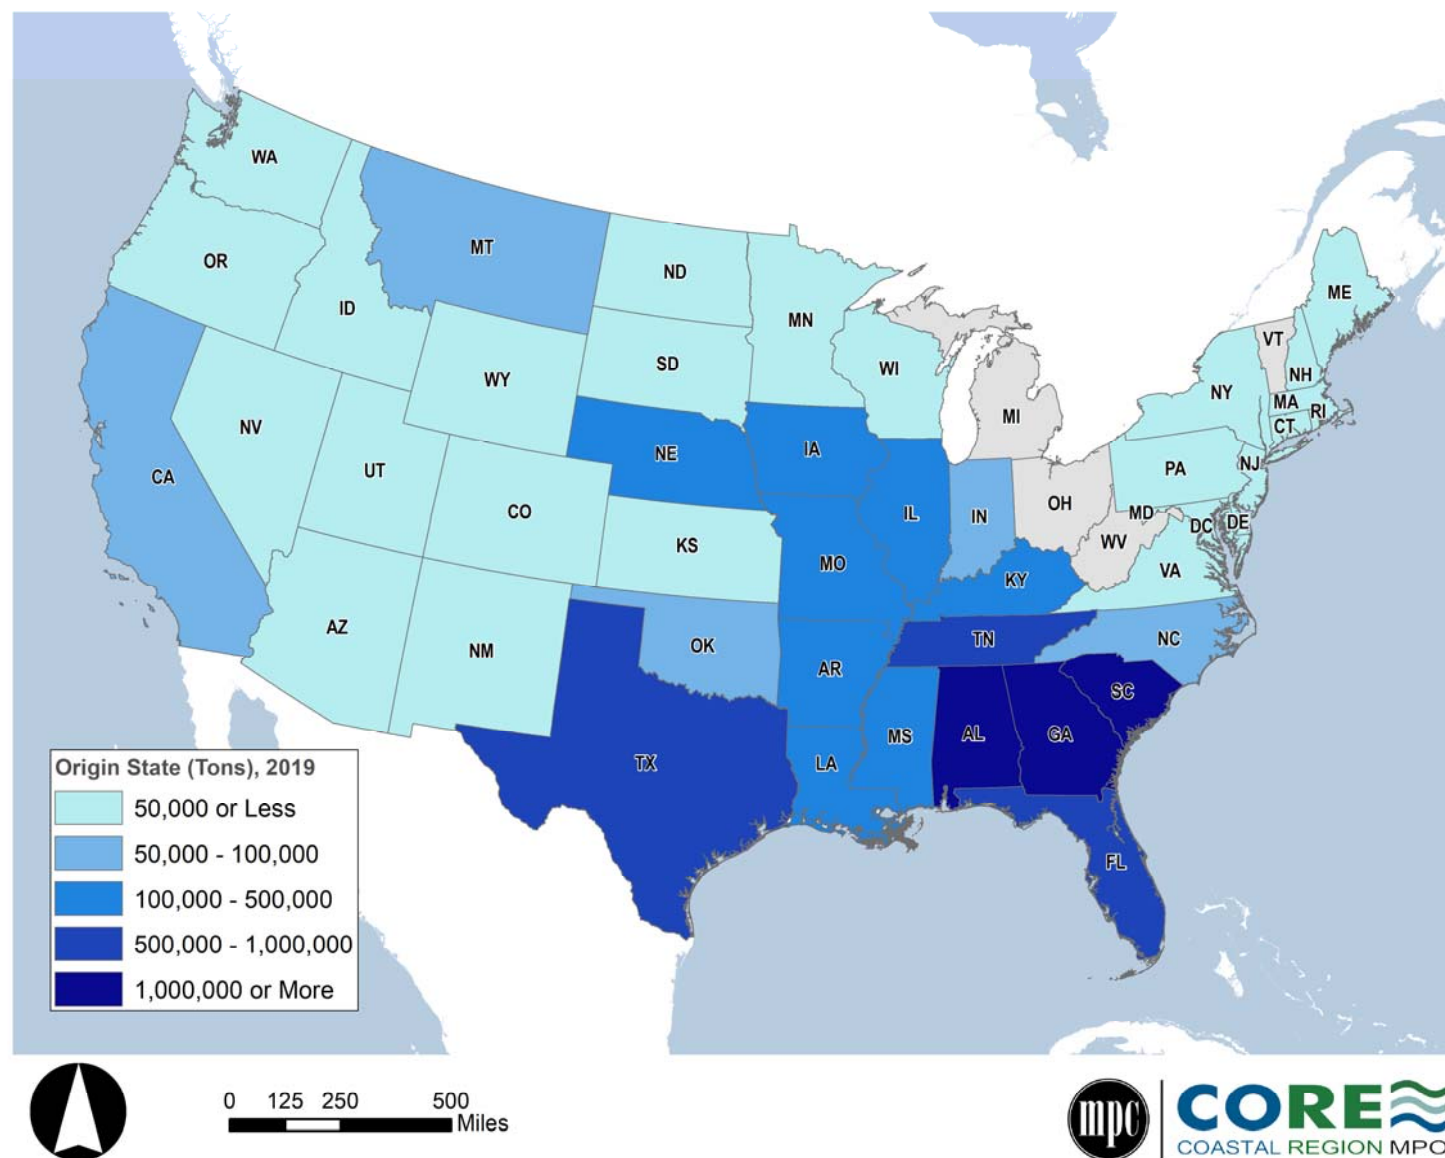 WA
OR
MT
ID
ND
MN
ME
VT
NH
WI
SD
WY
NY
MA
RI
CT
MI
NV
CA
UT
NE
IA
PA
NJ
CO
IL
IN
OH
MD
DC
DE
WV
KS
MO
KY
VA
AZ
NM
OK
AR
TN
NC
SC
TX
LA
MS
AL
GA
FL
Origin State (Tons), 2019
50,000 or Less
50,000 - 100,000
100,000 - 500,000
500,000 - 1,000,000
1,000,000 or More
0 125 250 500
Miles
mpc
CORE
COASTAL REGION MPO